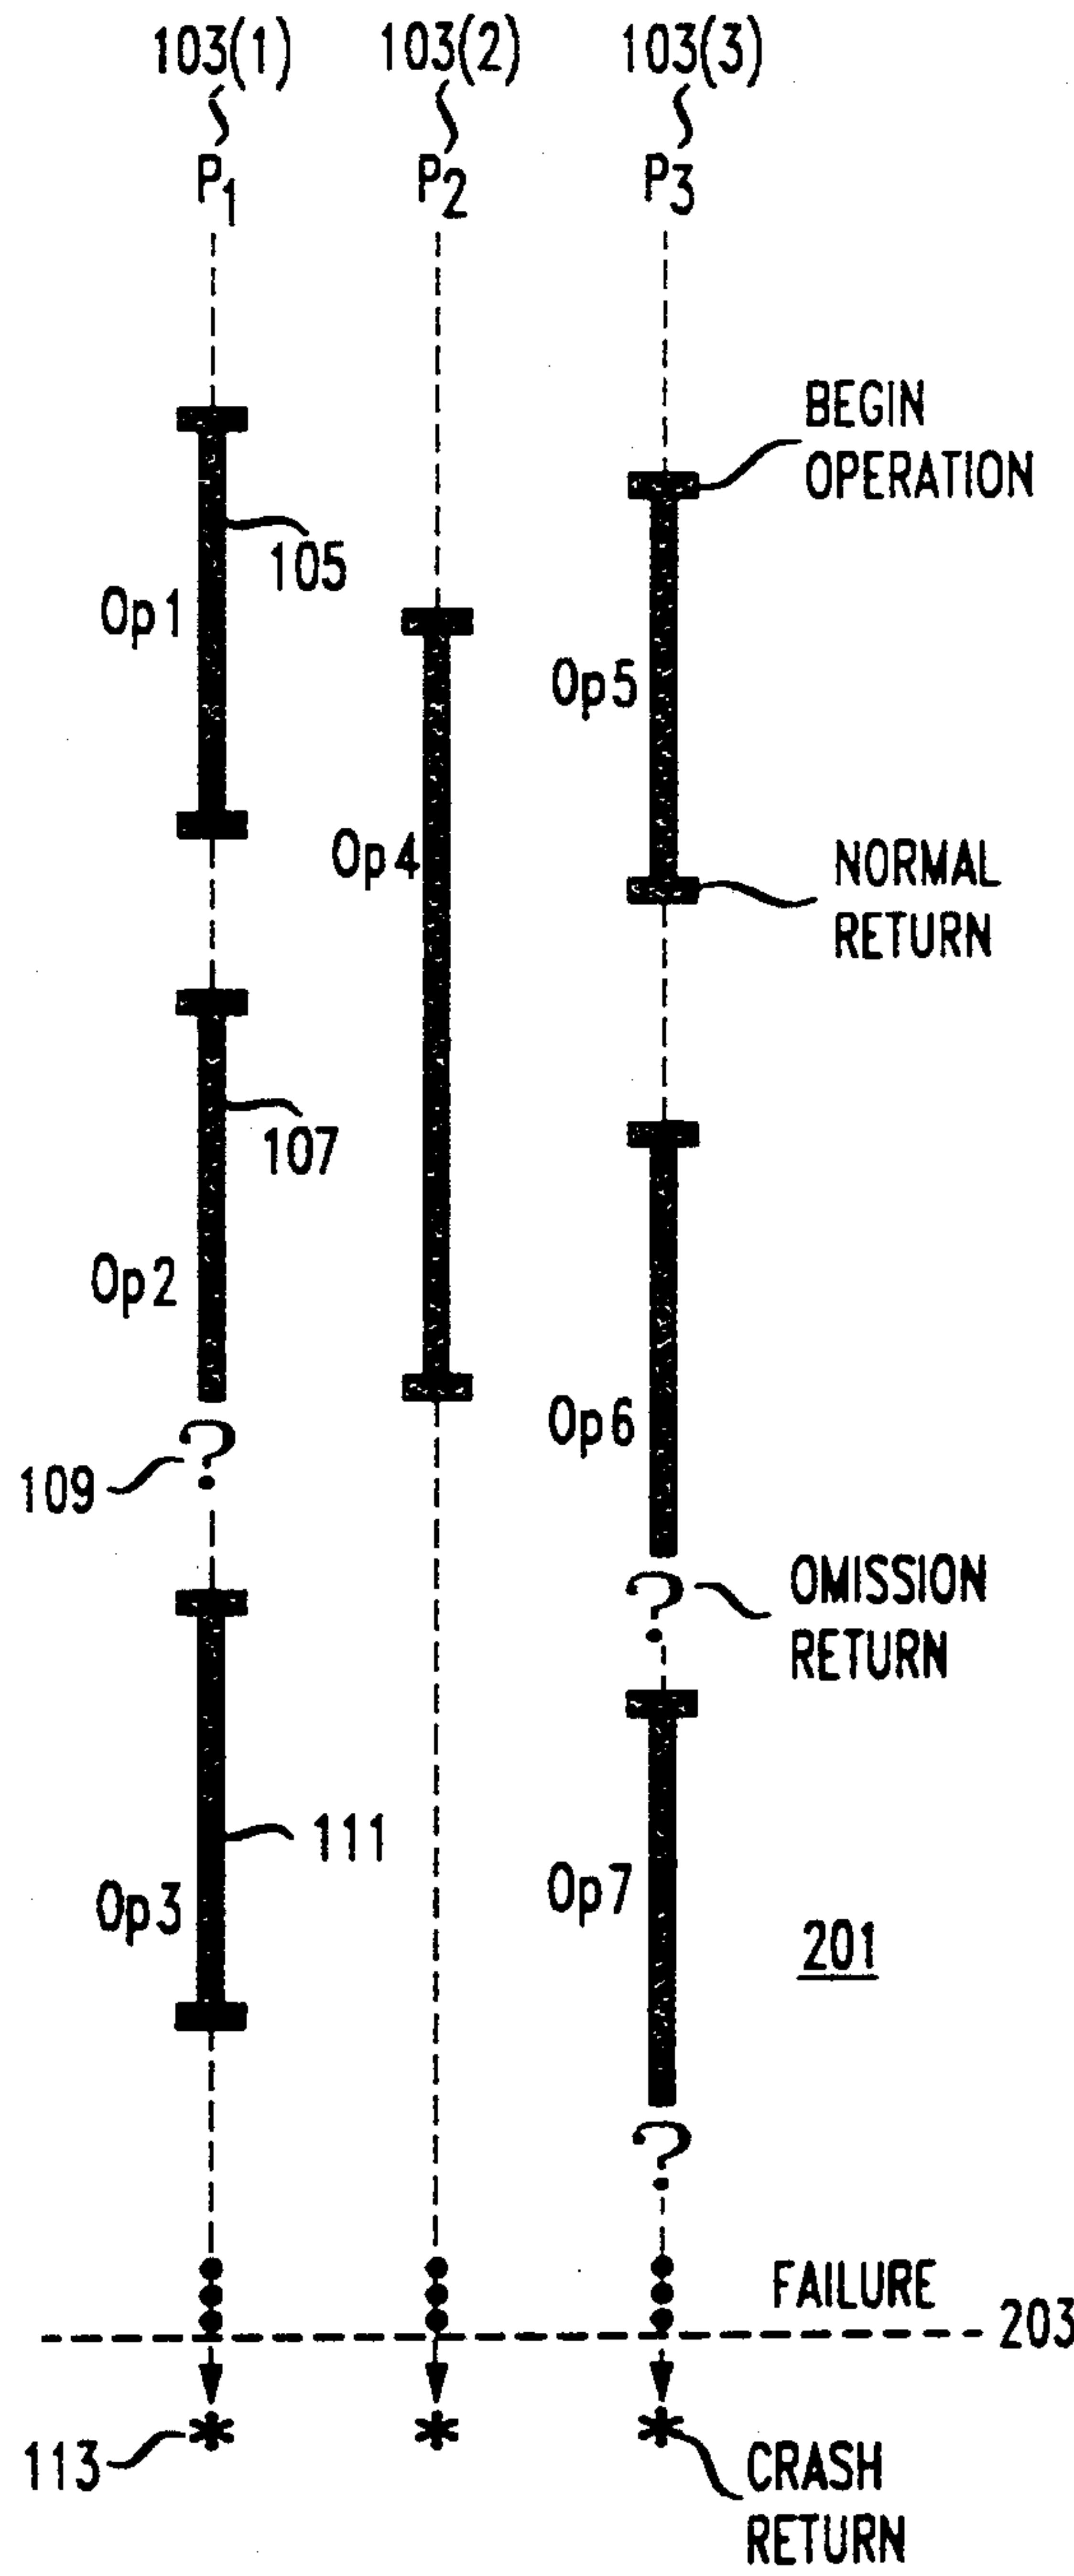 103(1) 103(2) 103(3)
P1 P2 P3
BEGIN
OPERATION
105
Op1
Op5
Op4
NORMAL
RETURN
107
Op2
Op6
?
109
OMISSION
RETURN
?
111
Op7
Op3
201
?
FAILURE
203
* * *
113
CRASH
RETURN